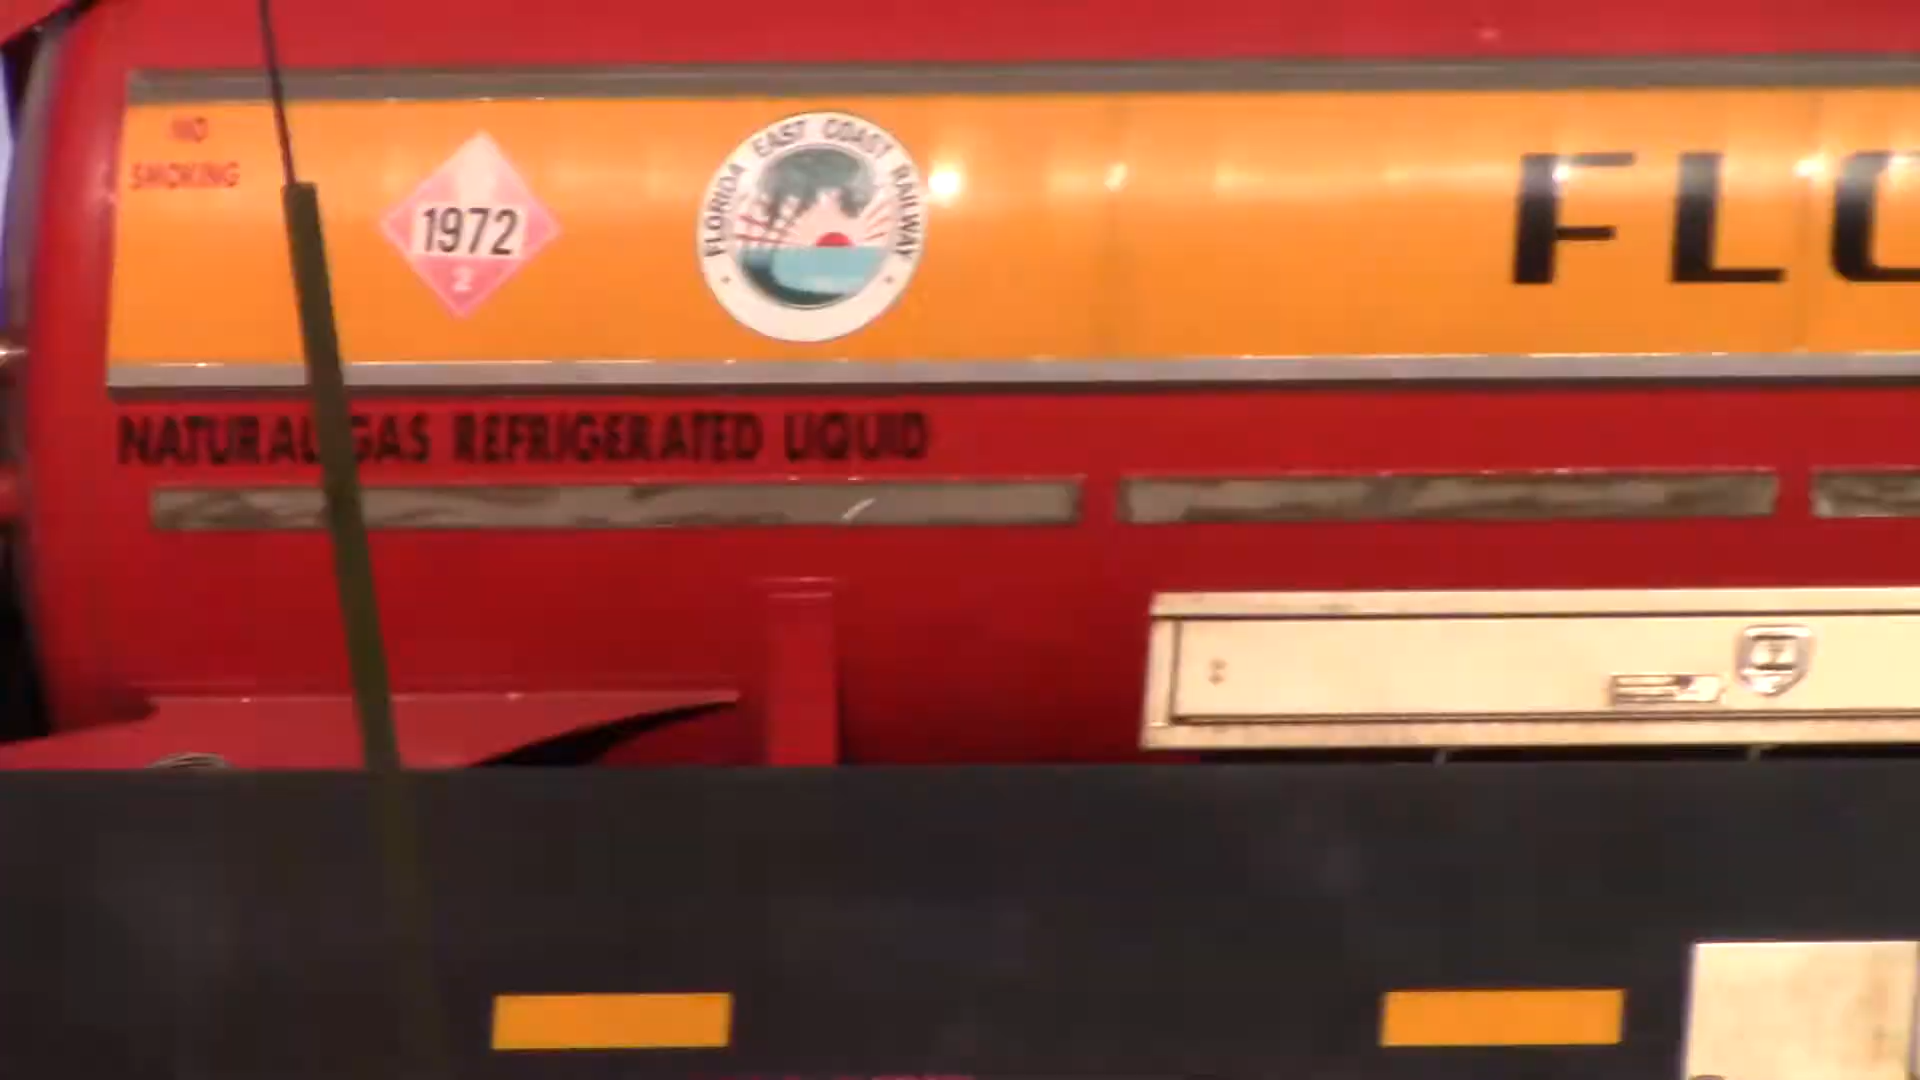 NO
SMOKING
1972
2
FLORIDA EAST COAST RAILWAY
FLO
NATURAL GAS REFRIGERATED LIQUID